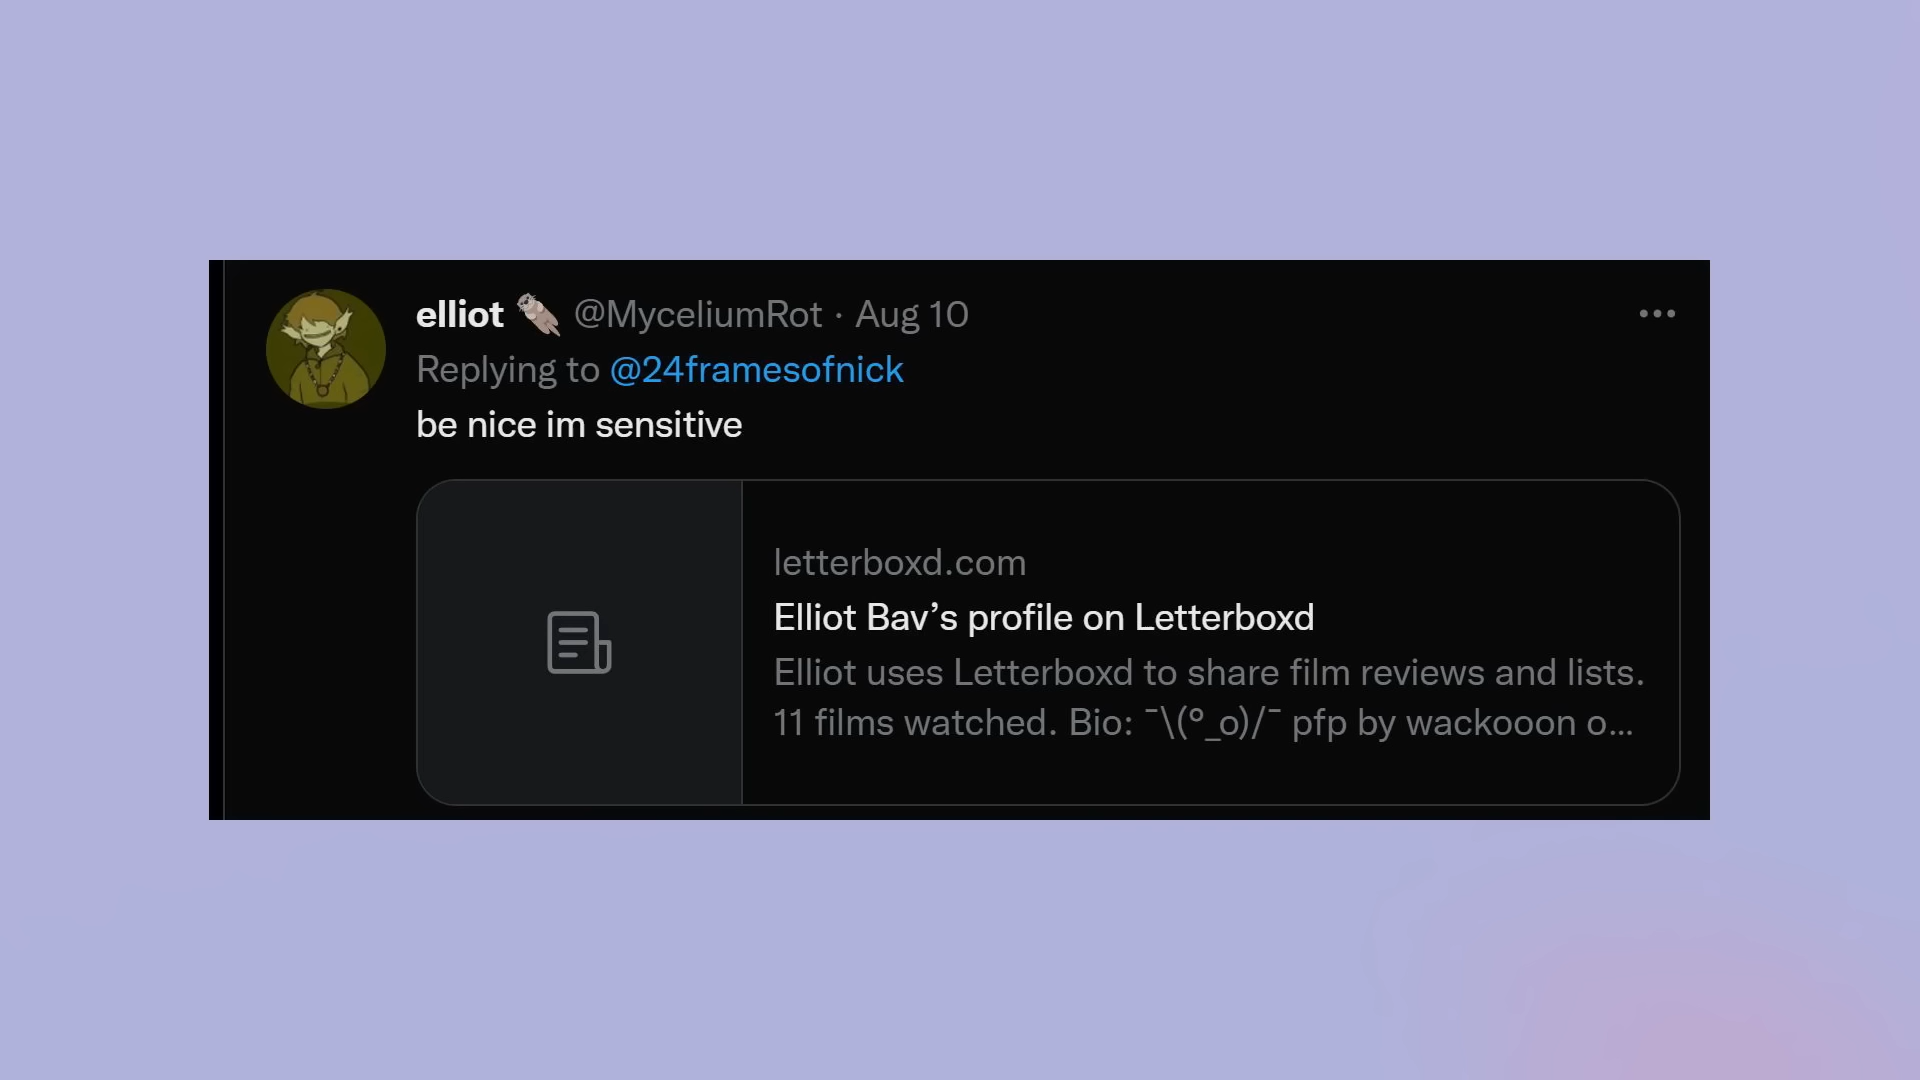 elliot 🦦 @MyceliumRot · Aug 10
Replying to @24framesofnick
be nice im sensitive
letterboxd.com
Elliot Bav’s profile on Letterboxd
Elliot uses Letterboxd to share film reviews and lists.
11 films watched. Bio: ¯\(°_o)/¯ pfp by wackooon o...